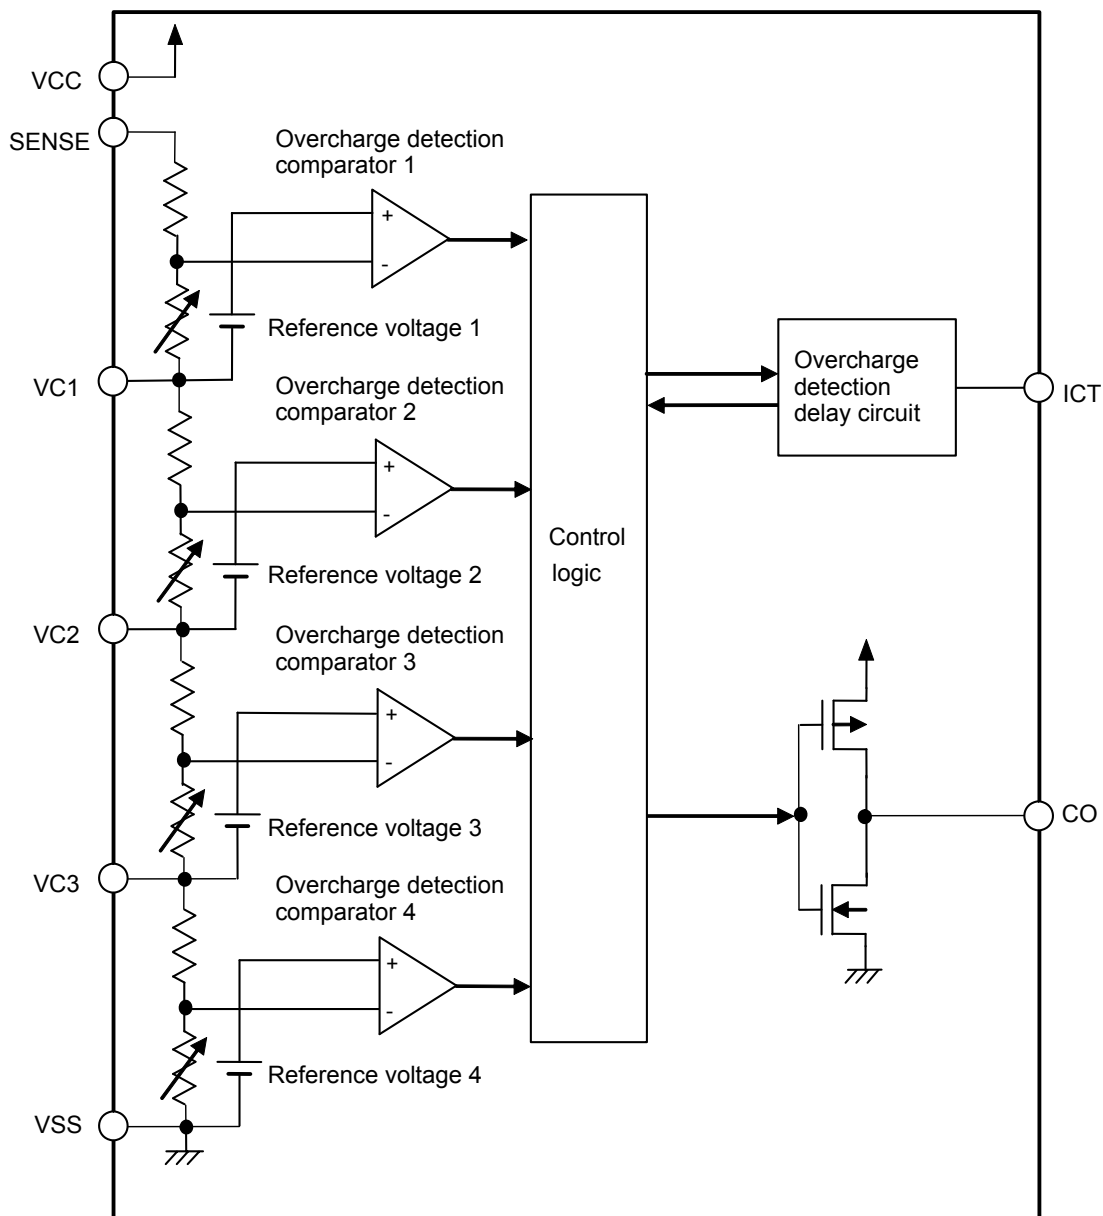 VCC
SENSE
Overcharge detection
comparator 1
+
-
Reference voltage 1
VC1
Overcharge detection
comparator 2
+
-
Reference voltage 2
VC2
Overcharge detection
comparator 3
+
-
Reference voltage 3
VC3
Overcharge detection
comparator 4
+
-
Reference voltage 4
VSS
Control
logic
Overcharge
detection
delay circuit
ICT
CO